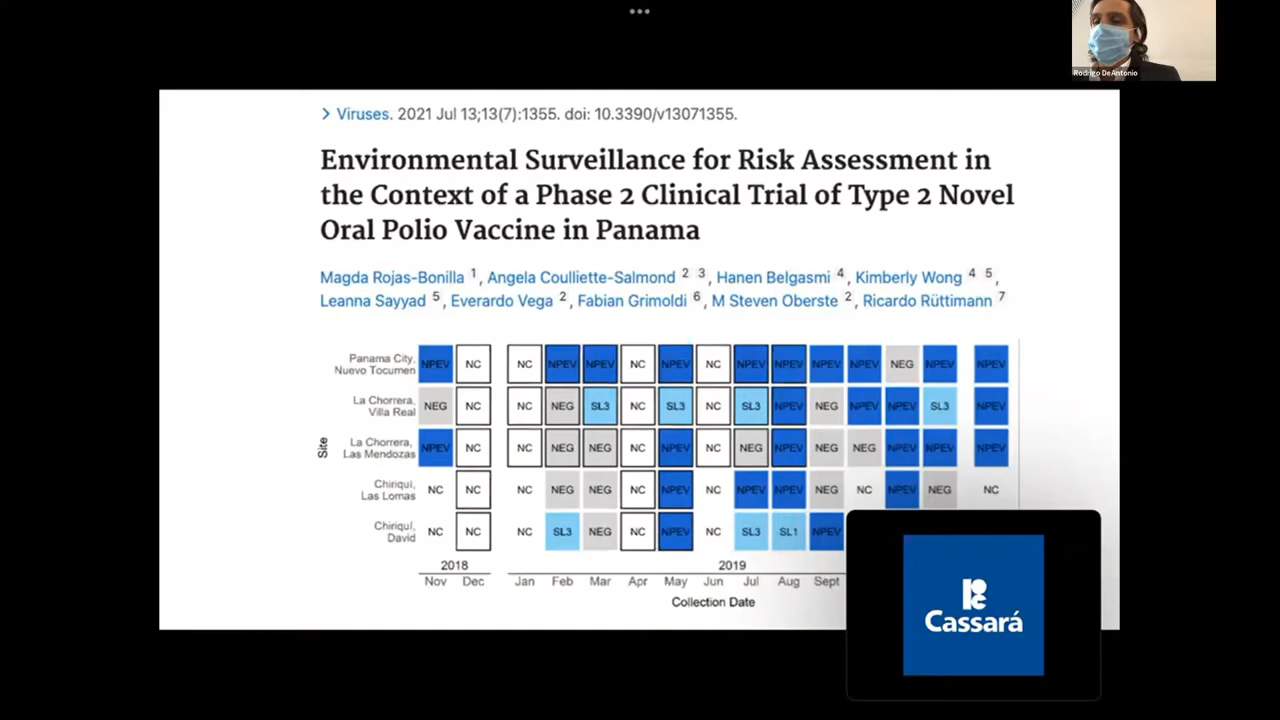 Rodrigo DeAntonio
> Viruses. 2021 Jul 13;13(7):1355. doi: 10.3390/v13071355.
Environmental Surveillance for Risk Assessment in
the Context of a Phase 2 Clinical Trial of Type 2 Novel
Oral Polio Vaccine in Panama
Magda Rojas-Bonilla 1, Angela Coulliette-Salmond 2 3, Hanen Belgasmi 4, Kimberly Wong 4 5,
Leanna Sayyad 5, Everardo Vega 2, Fabian Grimoldi 6, M Steven Oberste 2, Ricardo Rüttimann 7
Panama City,
Nuevo Tocumen
NPEV NC NC NPEV NPEV NC NPEV NC NPEV NPEV NPEV NPEV NEG NPEV NPEV
La Chorrera,
Villa Real
NEG NC NC NEG SL3 NC SL3 NC SL3 NPEV NEG NPEV NPEV SL3 NPEV
Site
La Chorrera,
Las Mendozas
NPEV NC NC NEG NEG NC NPEV NC NEG NPEV NEG NEG NPEV NPEV NPEV
Chiriquí,
Las Lomas
NC NC NC NEG NEG NC NPEV NC NPEV NPEV NEG NC NPEV NEG NC
Chiriquí,
David
NC NC NC SL3 NEG NC NPEV NC SL3 SL1 NPEV
2018 2019
Nov Dec Jan Feb Mar Apr May Jun Jul Aug Sept
Collection Date
Cassará